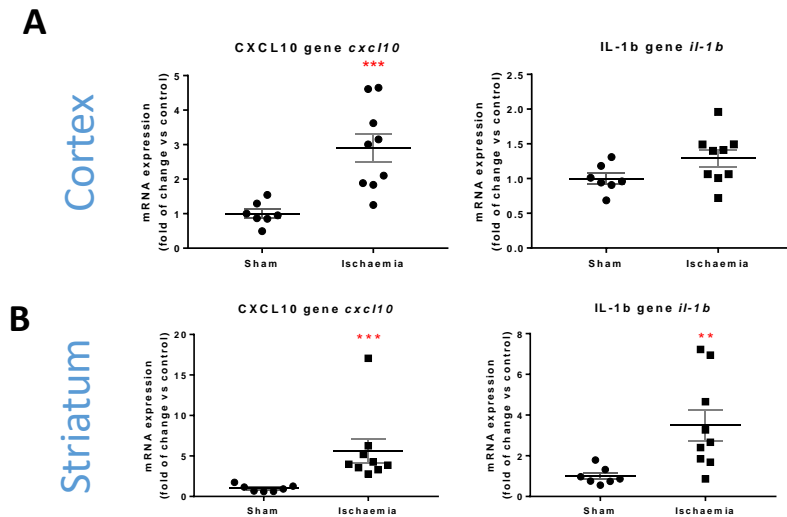 A
Cortex
CXCL10 gene cxcl10
***
mRNA expression
(fold of change vs control)
5
4
3
2
1
0
Sham
Ischaemia
IL-1b gene il-1b
mRNA expression
(fold of change vs control)
2.5
2.0
1.5
1.0
0.5
0.0
Sham
Ischaemia
B
Striatum
CXCL10 gene cxcl10
***
mRNA expression
(fold of change vs control)
20
15
10
5
0
Sham
Ischaemia
IL-1b gene il-1b
**
mRNA expression
(fold of change vs control)
8
6
4
2
0
Sham
Ischaemia